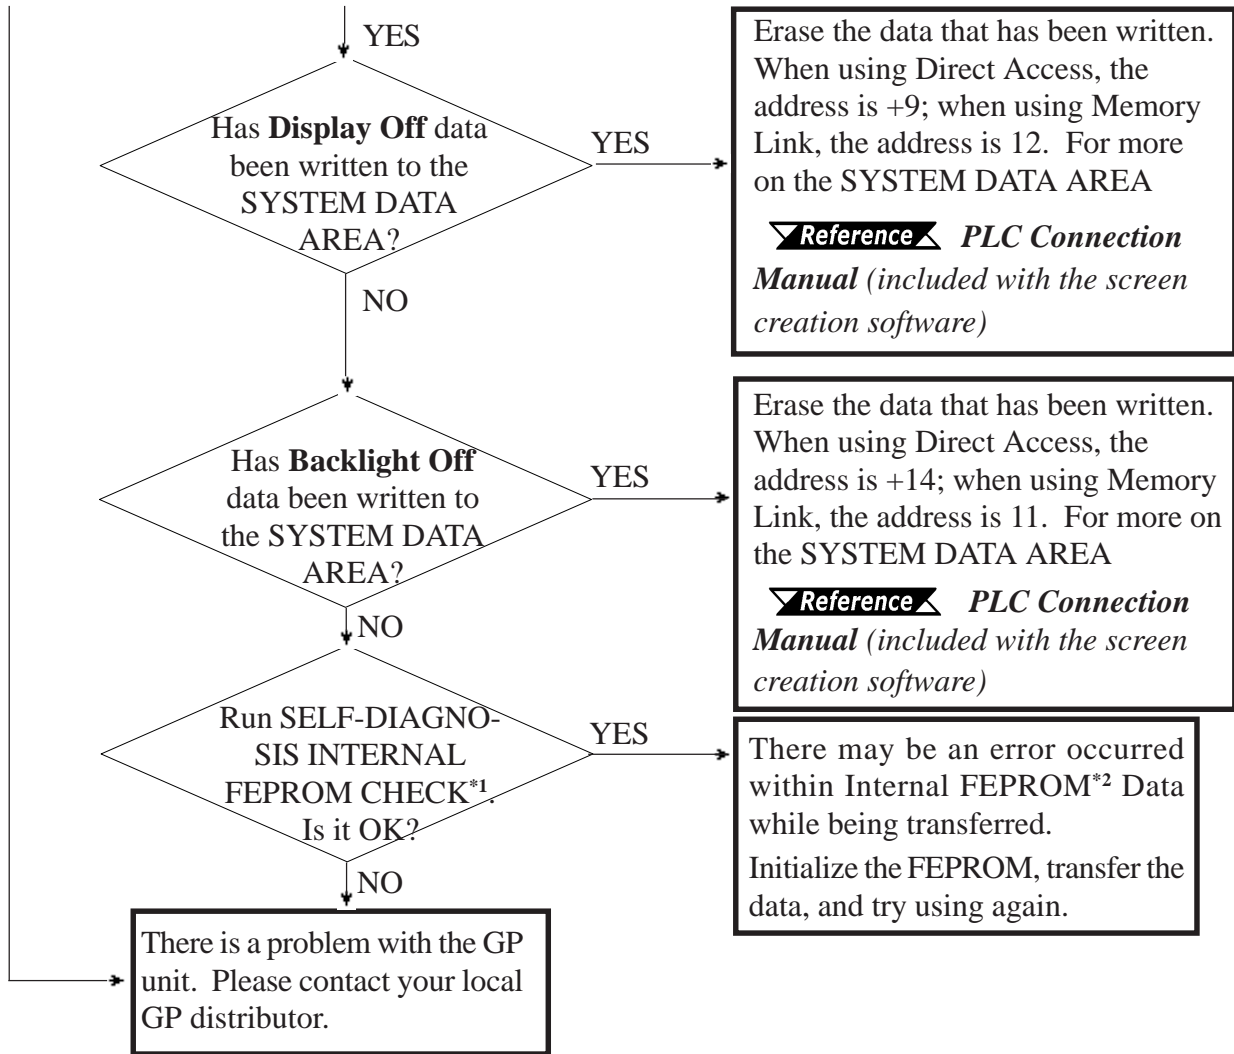 YES
Has Display Off data
been written to the
SYSTEM DATA
AREA?
YES
Erase the data that has been written.
When using Direct Access, the
address is +9; when using Memory
Link, the address is 12. For more
on the SYSTEM DATA AREA
Reference PLC Connection
Manual (included with the screen
creation software)
NO
Has Backlight Off
data been written to
the SYSTEM DATA
AREA?
YES
Erase the data that has been written.
When using Direct Access, the
address is +14; when using Memory
Link, the address is 11. For more on
the SYSTEM DATA AREA
Reference PLC Connection
Manual (included with the screen
creation software)
NO
Run SELF-DIAGNO-
SIS INTERNAL
FEPROM CHECK*1.
Is it OK?
YES
There may be an error occurred
within Internal FEPROM*2 Data
while being transferred.
Initialize the FEPROM, transfer the
data, and try using again.
NO
There is a problem with the GP
unit. Please contact your local
GP distributor.